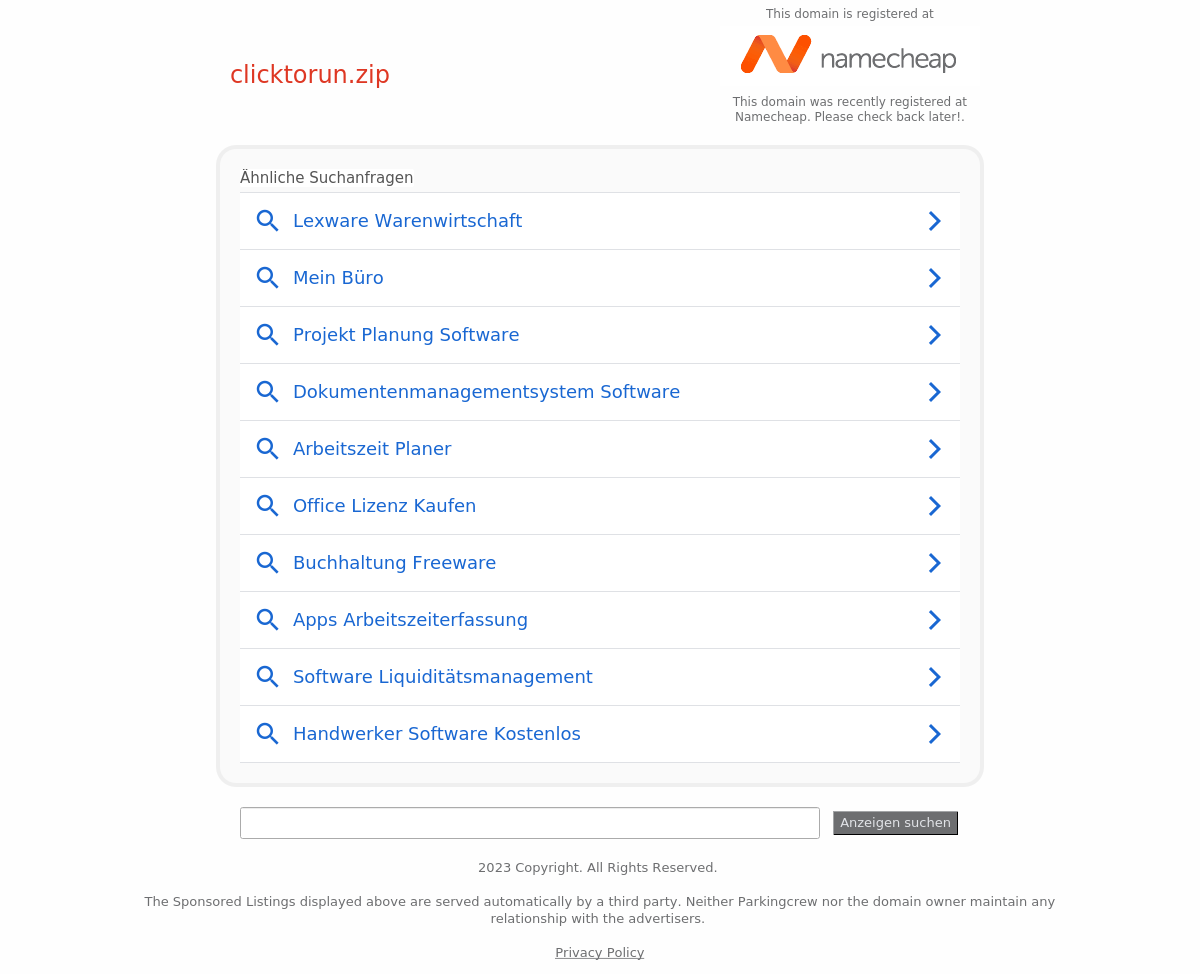 This domain is registered at
namecheap
clicktorun.zip
This domain was recently registered at
Namecheap. Please check back later!.
Ähnliche Suchanfragen
Lexware Warenwirtschaft
Mein Büro
Projekt Planung Software
Dokumentenmanagementsystem Software
Arbeitszeit Planer
Office Lizenz Kaufen
Buchhaltung Freeware
Apps Arbeitszeiterfassung
Software Liquiditätsmanagement
Handwerker Software Kostenlos
Anzeigen suchen
2023 Copyright. All Rights Reserved.
The Sponsored Listings displayed above are served automatically by a third party. Neither Parkingcrew nor the domain owner maintain any
relationship with the advertisers.
Privacy Policy